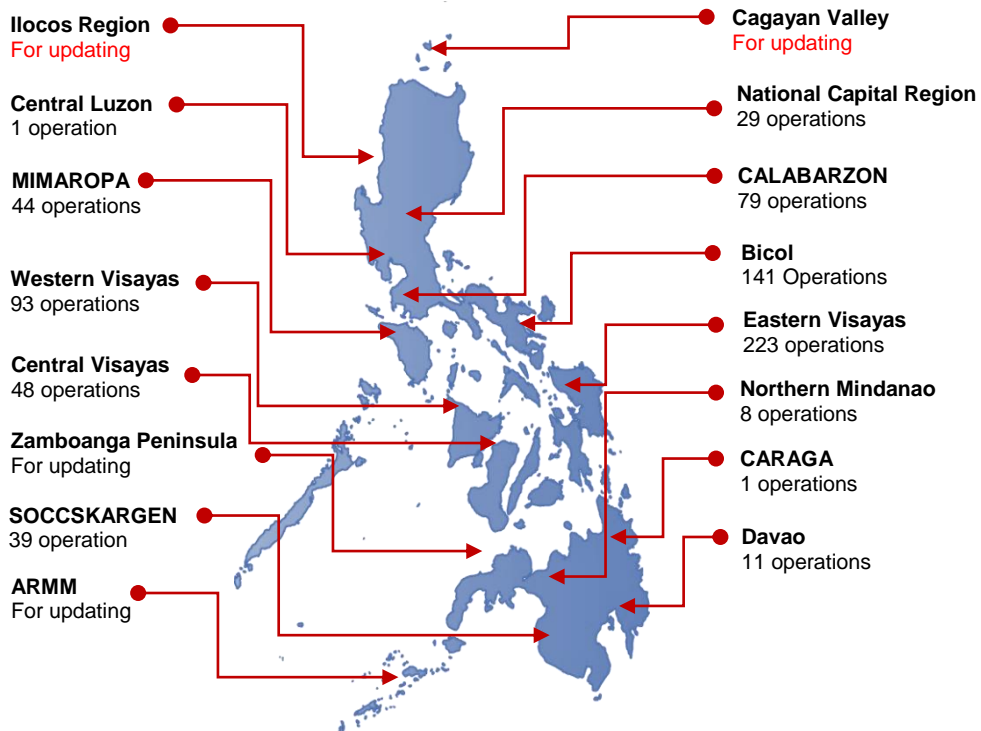 Ilocos Region
For updating
Central Luzon
1 operation
MIMAROPA
44 operations
Western Visayas
93 operations
Central Visayas
48 operations
Zamboanga Peninsula
For updating
SOCCSKARGEN
39 operation
ARMM
For updating
Cagayan Valley
For updating
National Capital Region
29 operations
CALABARZON
79 operations
Bicol
141 Operations
Eastern Visayas
223 operations
Northern Mindanao
8 operations
CARAGA
1 operations
Davao
11 operations